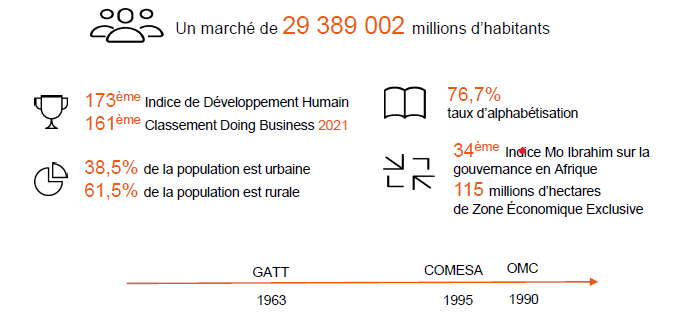 Un marché de 29 389 002 millions d'habitants
173ème Indice de Développement Humain
161ème Classement Doing Business 2021
38,5% de la population est urbaine
61,5% de la population est rurale
76,7%
taux d'alphabétisation
34ème Indice Mo Ibrahim sur la
gouvernance en Afrique
115 millions d'hectares
de Zone Économique Exclusive
GATT COMESA OMC
1963 1995 1990